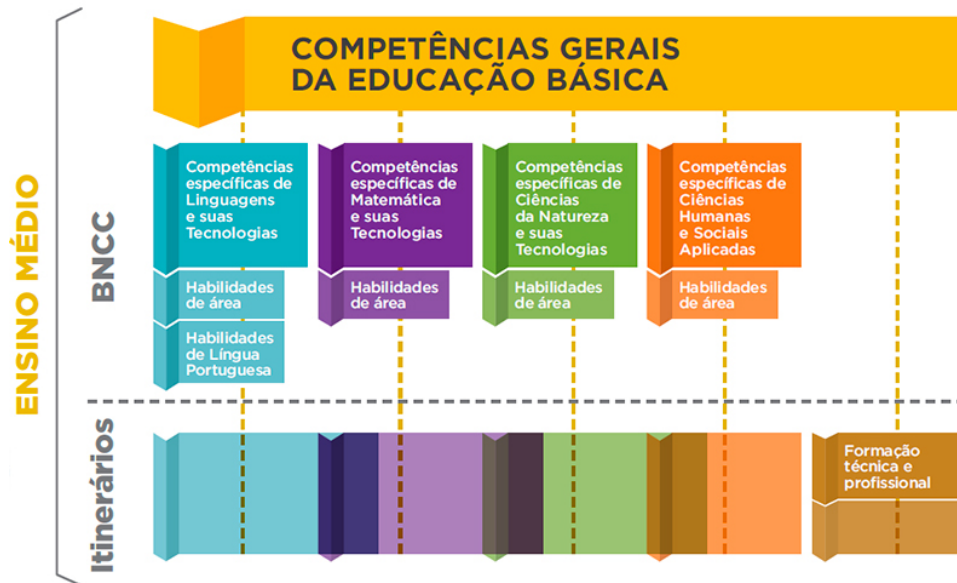 COMPETÊNCIAS GERAIS
DA EDUCAÇÃO BÁSICA
ENSINO MÉDIO
BNCC
Competências
específicas de
Linguagens
e suas
Tecnologias
Habilidades
de área
Habilidades
de Língua
Portuguesa
Competências
específicas de
Matemática
e suas
Tecnologias
Habilidades
de área
Competências
específicas de
Ciências
da Natureza
e suas
Tecnologias
Habilidades
de área
Competências
específicas de
Ciências
Humanas
e Sociais
Aplicadas
Habilidades
de área
Itinerários
Formação
técnica e
profissional